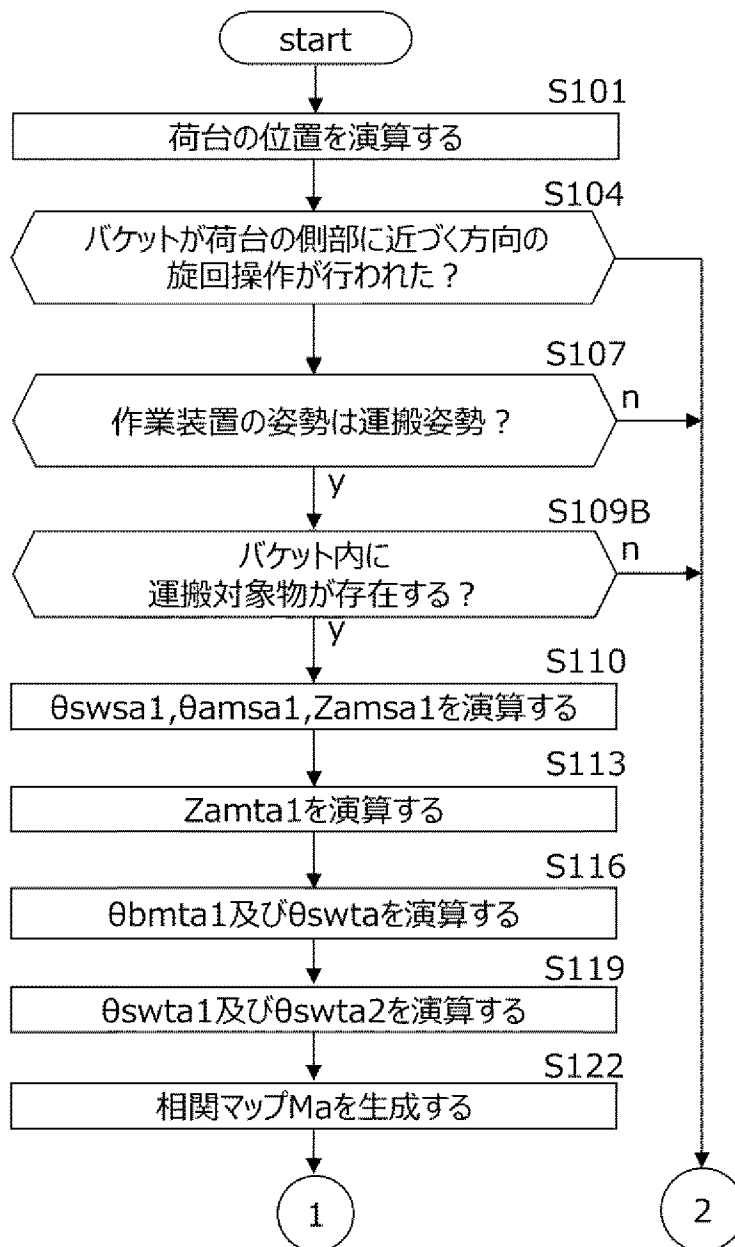 start
S101
荷台の位置を演算する
S104
バケットが荷台の側部に近づく方向の
旋回操作が行われた？
S107
作業装置の姿勢は運搬姿勢？
n
y
S109B
バケット内に
運搬対象物が存在する？
n
y
S110
θswsa1,θamsa1,Zamsa1を演算する
S113
Zamta1を演算する
S116
θbmta1及びθswtaを演算する
S119
θswta1及びθswta2を演算する
S122
相関マップMaを生成する
1
2